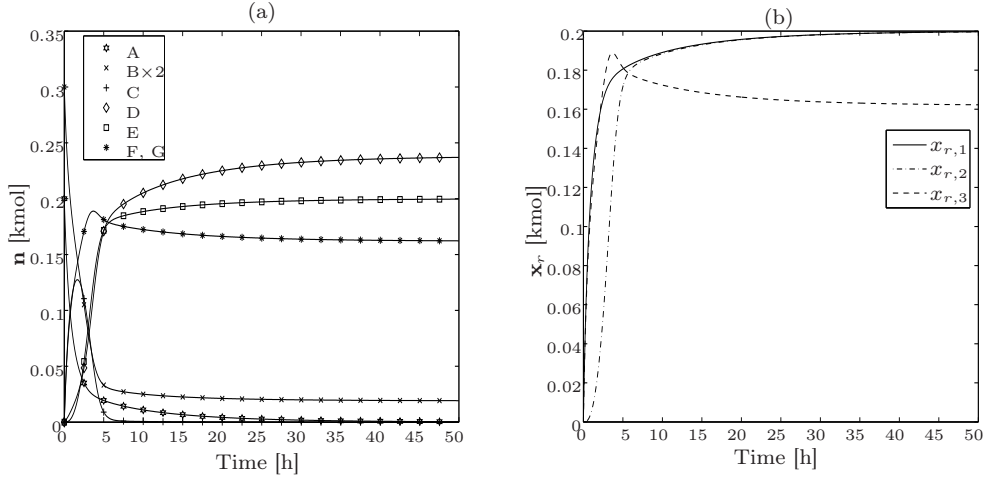 (a)
0.35
0.3
0.25
0.2
0.15
0.1
0.05
0
n [kmol]
A
B×2
C
D
E
F, G
0 5 10 15 20 25 30 35 40 45 50
Time [h]
(b)
0.2
0.18
0.16
0.14
0.12
0.1
0.08
0.06
0.04
0.02
0
x_r [kmol]
x_{r,1}
x_{r,2}
x_{r,3}
0 5 10 15 20 25 30 35 40 45 50
Time [h]